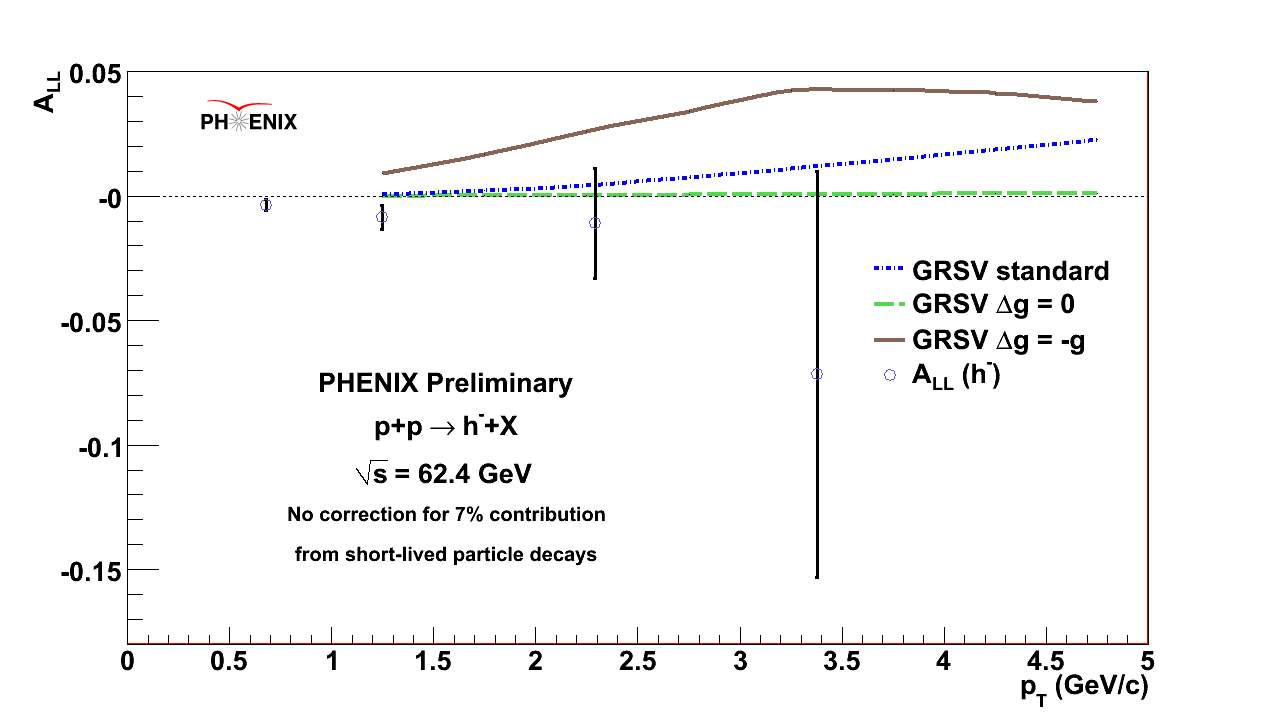 A_LL
0.05
-0
-0.05
-0.1
-0.15
PHENIX
GRSV standard
GRSV Δg = 0
GRSV Δg = -g
A_LL (h⁻)
PHENIX Preliminary
p+p → h⁻+X
√s = 62.4 GeV
No correction for 7% contribution
from short-lived particle decays
0 0.5 1 1.5 2 2.5 3 3.5 4 4.5 5
p_T (GeV/c)